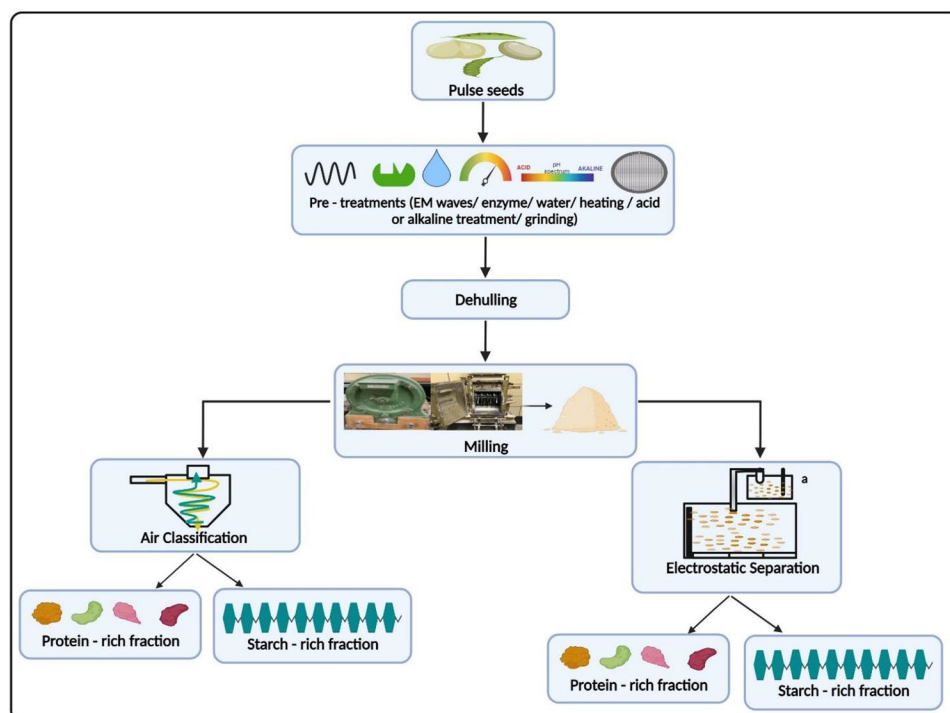 Pulse seeds
ACID
pH
spectrum
AKALINE
Pre - treatments (EM waves/ enzyme/ water/ heating / acid
or alkaline treatment/ grinding)
Dehulling
Milling
Air Classification
a
Electrostatic Separation
Protein - rich fraction
Starch - rich fraction
Protein - rich fraction
Starch - rich fraction